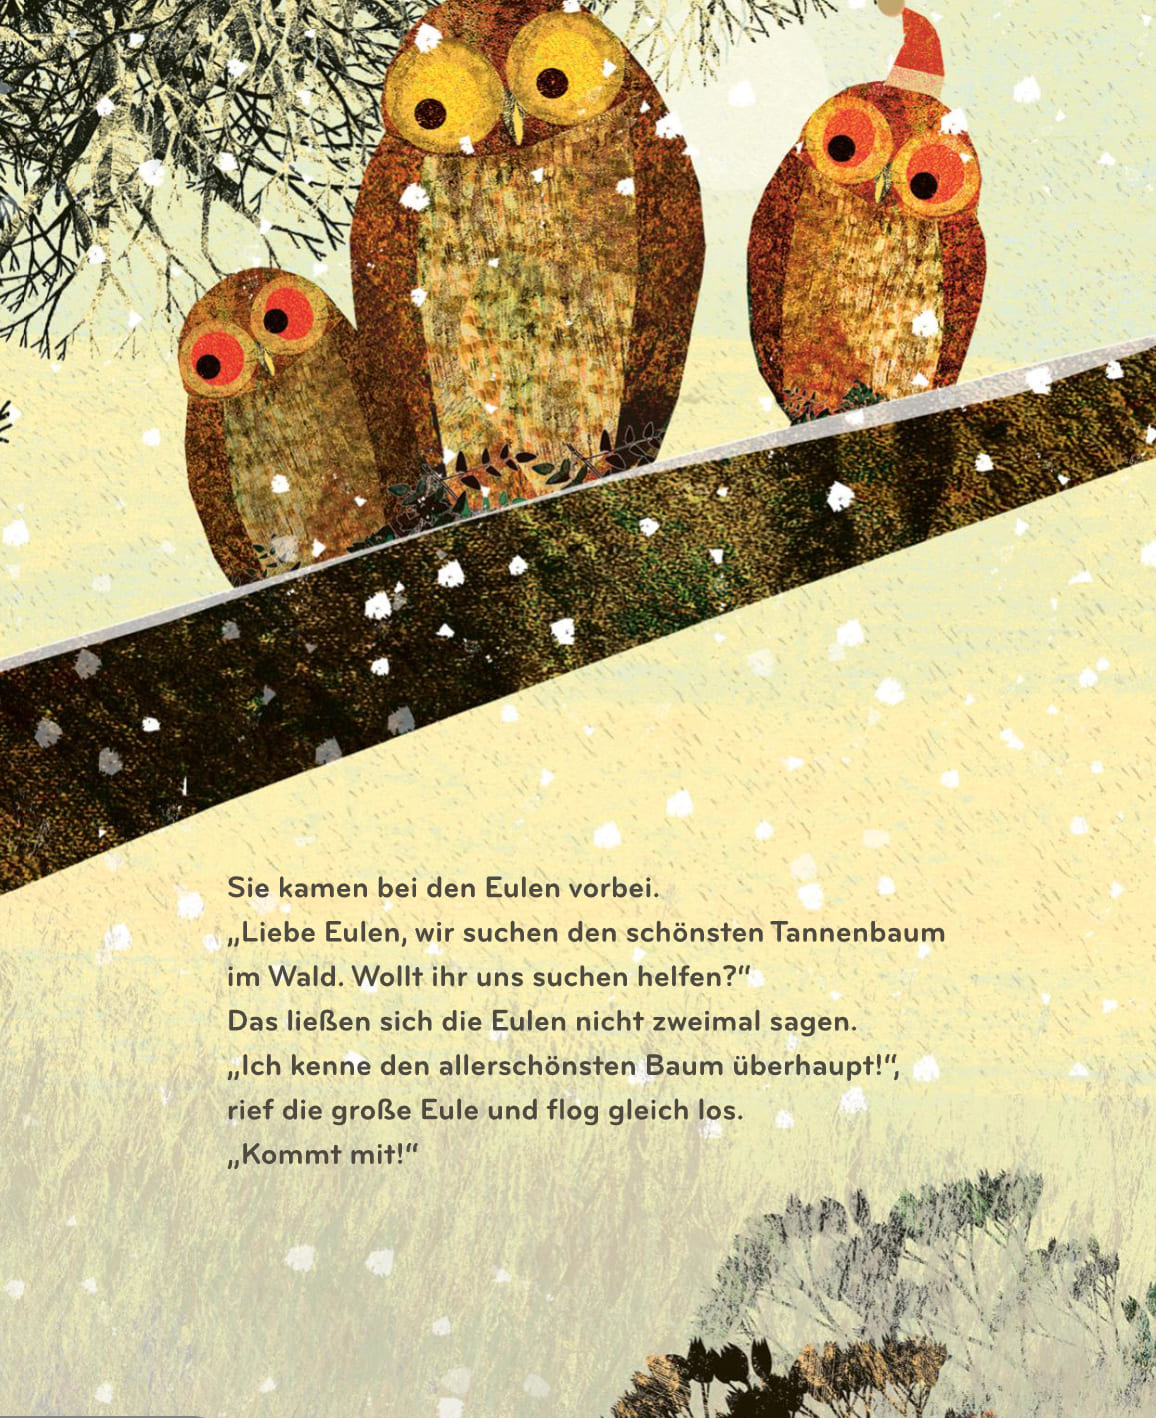 Sie kamen bei den Eulen vorbei.
„Liebe Eulen, wir suchen den schönsten Tannenbaum
im Wald. Wollt ihr uns suchen helfen?“
Das ließen sich die Eulen nicht zweimal sagen.
„Ich kenne den allerschönsten Baum überhaupt!“,
rief die große Eule und flog gleich los.
„Kommt mit!“